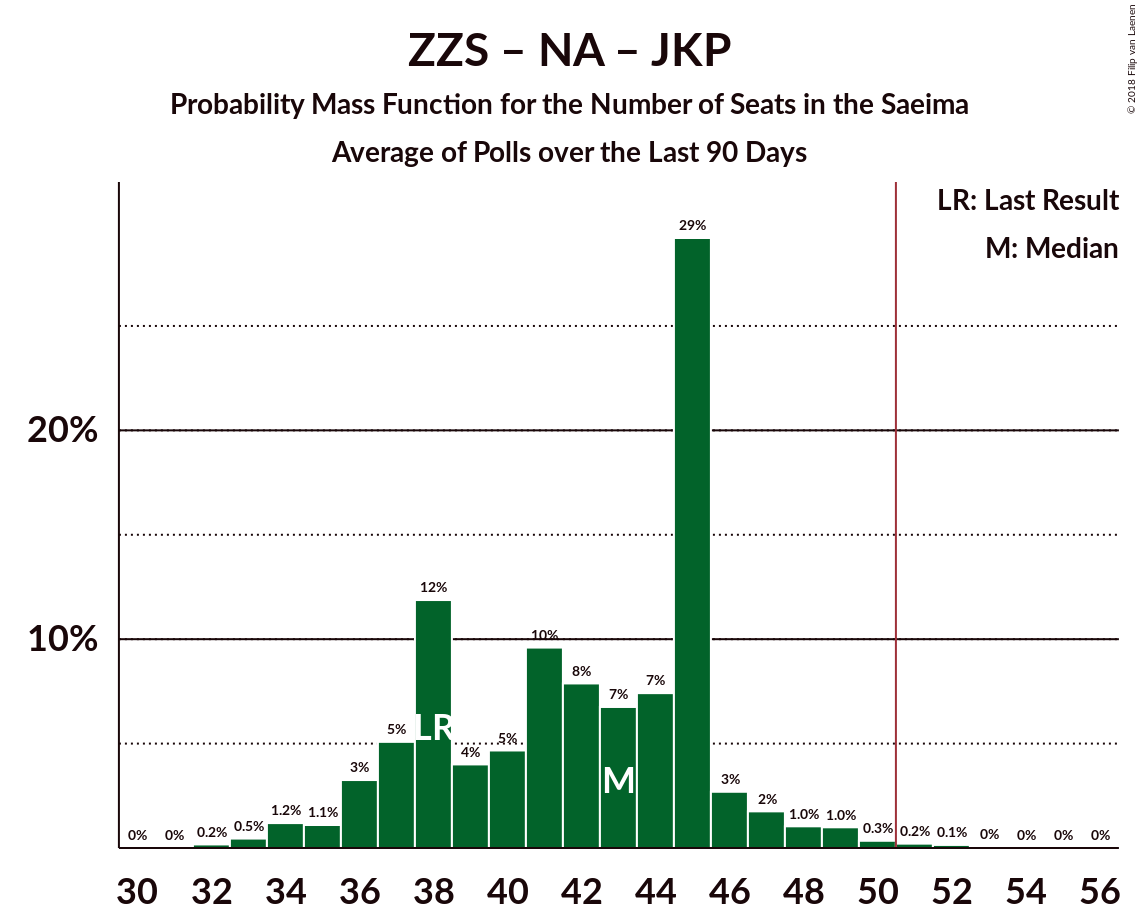 ZZS – NA – JKP
Probability Mass Function for the Number of Seats in the Saeima
Average of Polls over the Last 90 Days
© 2018 Filip van Laenen
LR: Last Result
M: Median
29%
20%
12%
10%
10%
8%
7%
7%
5%
LR
5%
4%
3%
M
3%
2%
0% 0% 0.2% 0.5% 1.2% 1.1% 1.0% 1.0% 0.3% 0.2% 0.1% 0% 0% 0% 0%
30 32 34 36 38 40 42 44 46 48 50 52 54 56